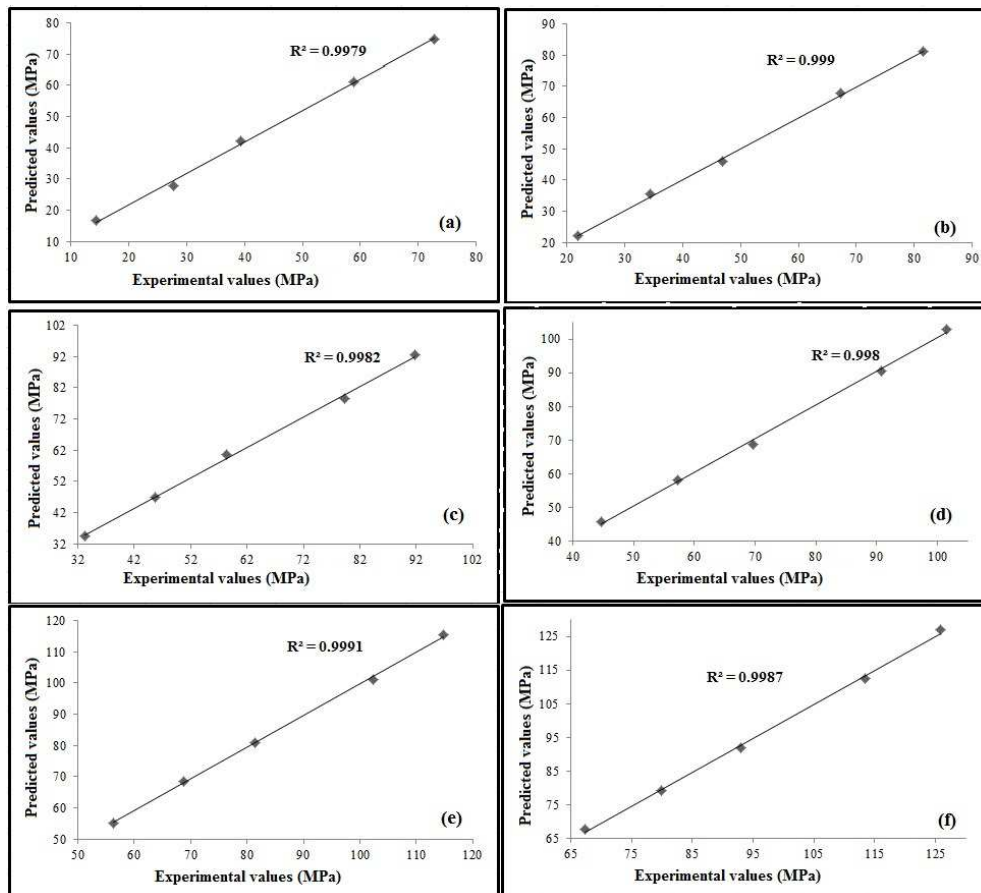 80
70
60
50
40
30
20
10
Predicted values (MPa)
R² = 0.9979
(a)
10 20 30 40 50 60 70 80
Experimental values (MPa)
90
80
70
60
50
40
30
20
Predicted values (MPa)
R² = 0.999
(b)
20 30 40 50 60 70 80 90
Experimental values (MPa)
102
92
82
72
62
52
42
32
Predicted values (MPa)
R² = 0.9982
(c)
32 42 52 62 72 82 92 102
Experimental values (MPa)
100
90
80
70
60
50
40
Predicted values (MPa)
R² = 0.998
(d)
40 50 60 70 80 90 100
Experimental values (MPa)
120
110
100
90
80
70
60
50
Predicted values (MPa)
R² = 0.9991
(e)
50 60 70 80 90 100 110 120
Experimental values (MPa)
125
115
105
95
85
75
65
Predicted values (MPa)
R² = 0.9987
(f)
65 75 85 95 105 115 125
Experimental values (MPa)